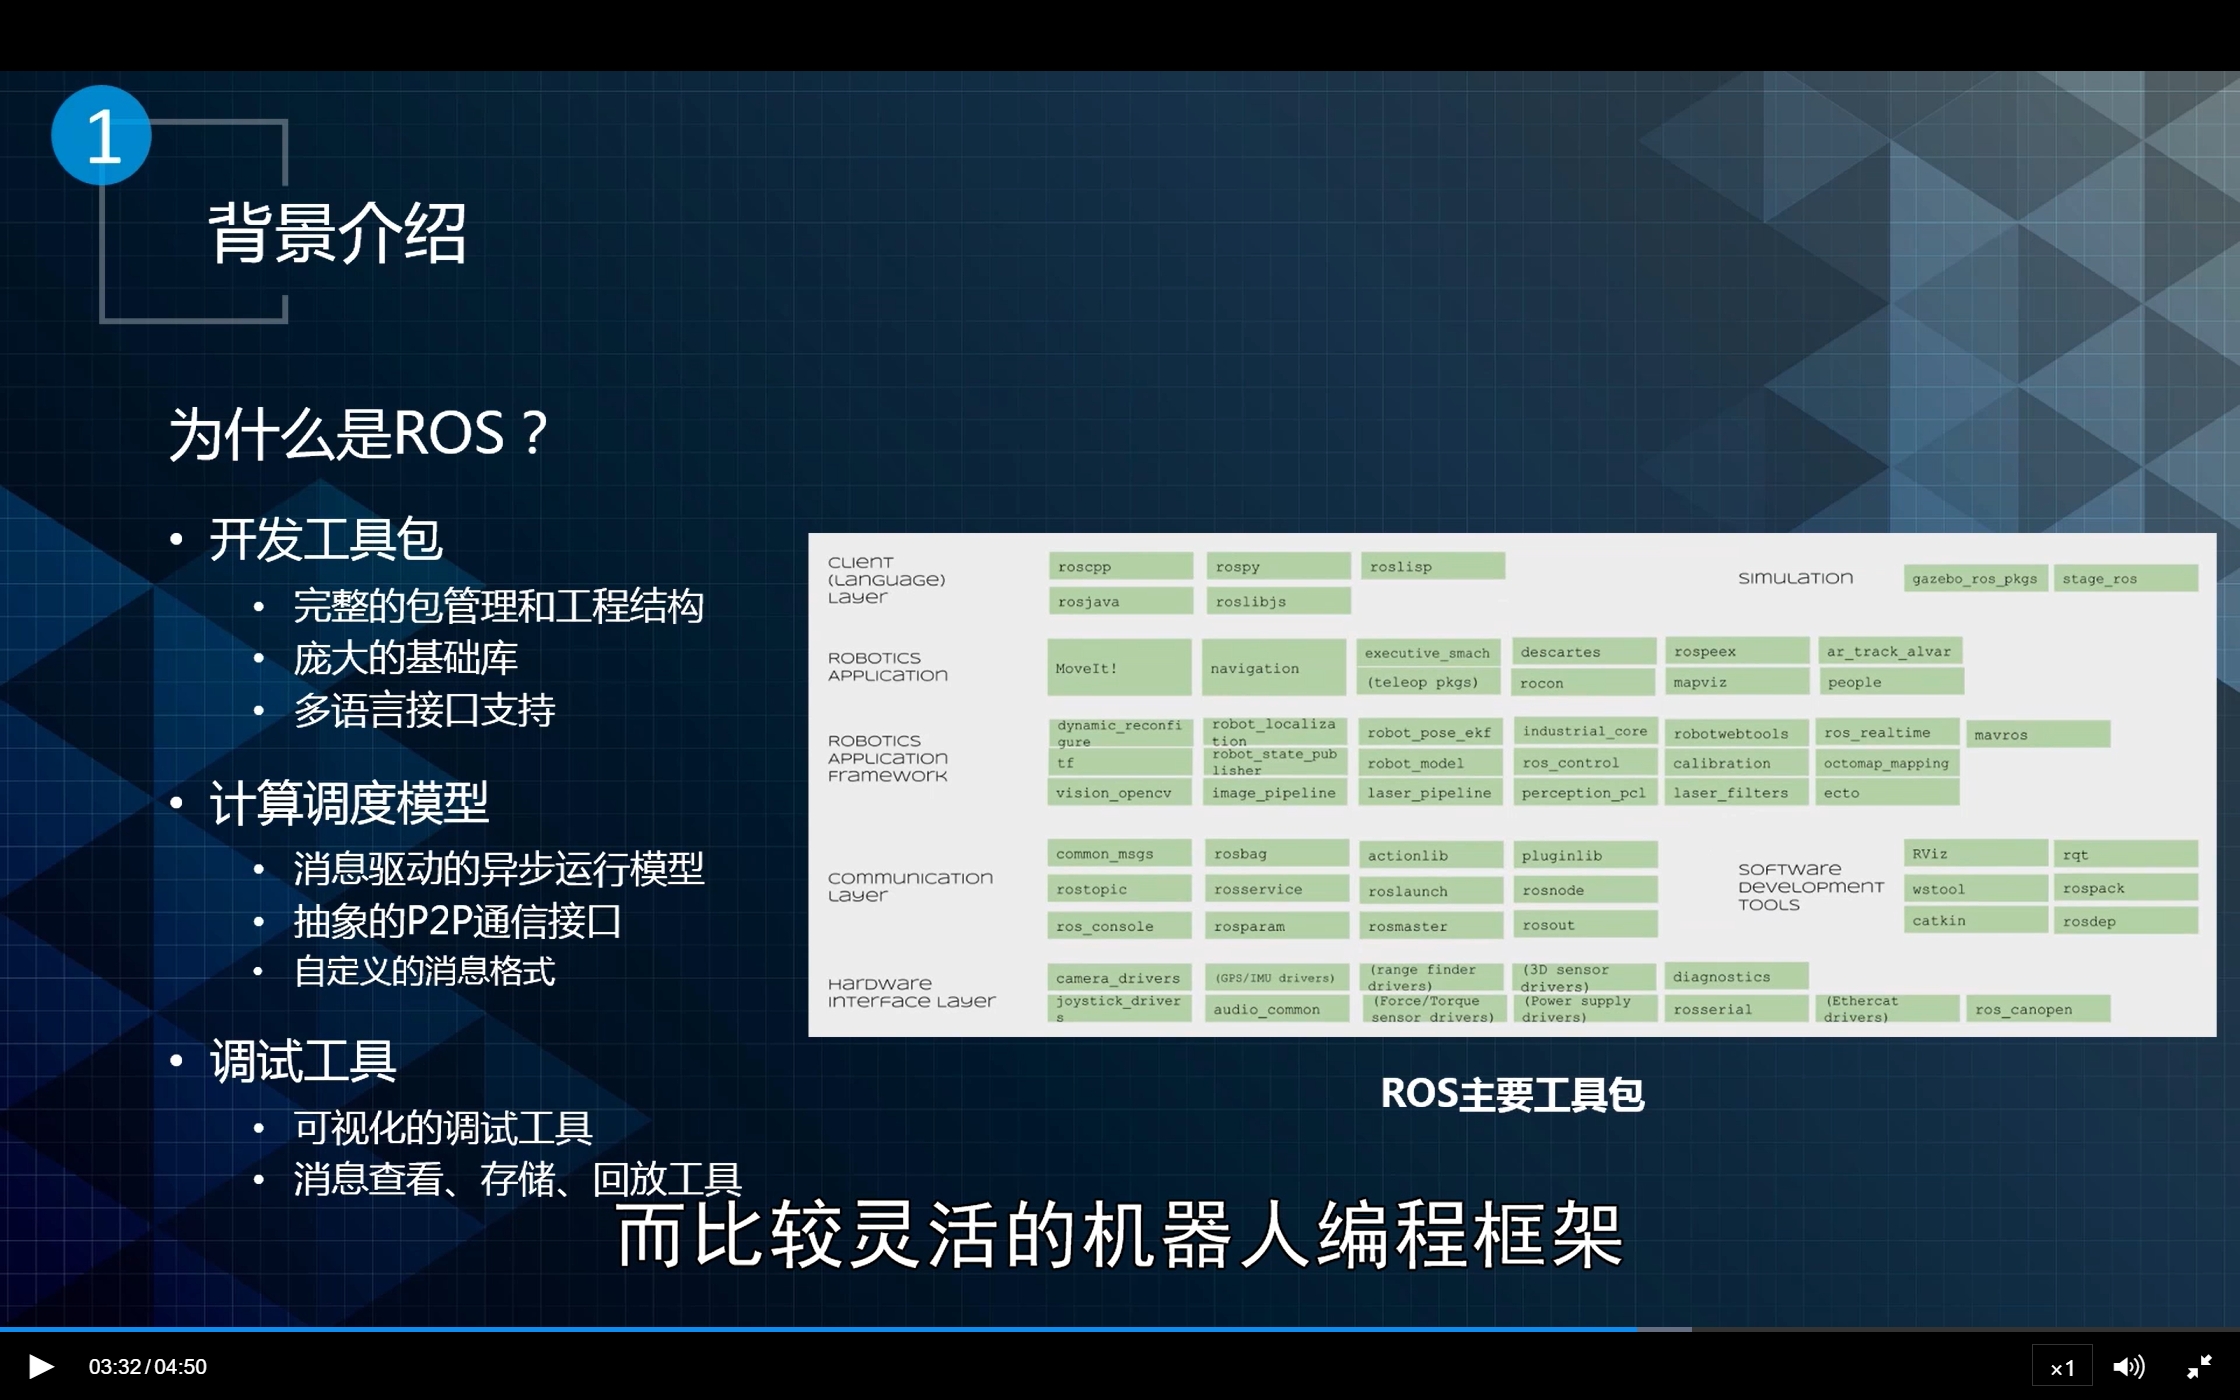 1
背景介绍
为什么是ROS？
• 开发工具包
• 完整的包管理和工程结构
• 庞大的基础库
• 多语言接口支持
• 计算调度模型
• 消息驱动的异步运行模型
• 抽象的P2P通信接口
• 自定义的消息格式
• 调试工具
• 可视化的调试工具
• 消息查看、存储、回放工具
CLIENT
(LANGUAGE)
LAYER
roscpp rospy roslisp
rosjava roslibjs
SIMULATION
gazebo_ros_pkgs stage_ros
ROBOTICS
APPLICATION
MoveIt! navigation
executive_smach descartes rospeex ar_track_alvar
(teleop pkgs) rocon mapviz people
ROBOTICS
APPLICATION
FRAMEWORK
dynamic_reconfi
gure
robot_localiza
tion
robot_pose_ekf industrial_core robotwebtools ros_realtime mavros
tf
robot_state_pub
lisher
robot_model ros_control calibration octomap_mapping
vision_opencv image_pipeline laser_pipeline perception_pcl laser_filters ecto
COMMUNICATION
LAYER
common_msgs rosbag actionlib pluginlib
rostopic rosservice roslaunch rosnode
ros_console rosparam rosmaster rosout
SOFTWARE
DEVELOPMENT
TOOLS
RViz rqt
wstool rospack
catkin rosdep
HARDWARE
INTERFACE LAYER
camera_drivers (GPS/IMU drivers)
(range finder
drivers)
(3D sensor
drivers)
diagnostics
joystick_driver
s
audio_common
(Force/Torque
sensor drivers)
(Power supply
drivers)
rosserial
(Ethercat
drivers)
ros_canopen
ROS主要工具包
而比较灵活的机器人编程框架
03:32/04:50
×1